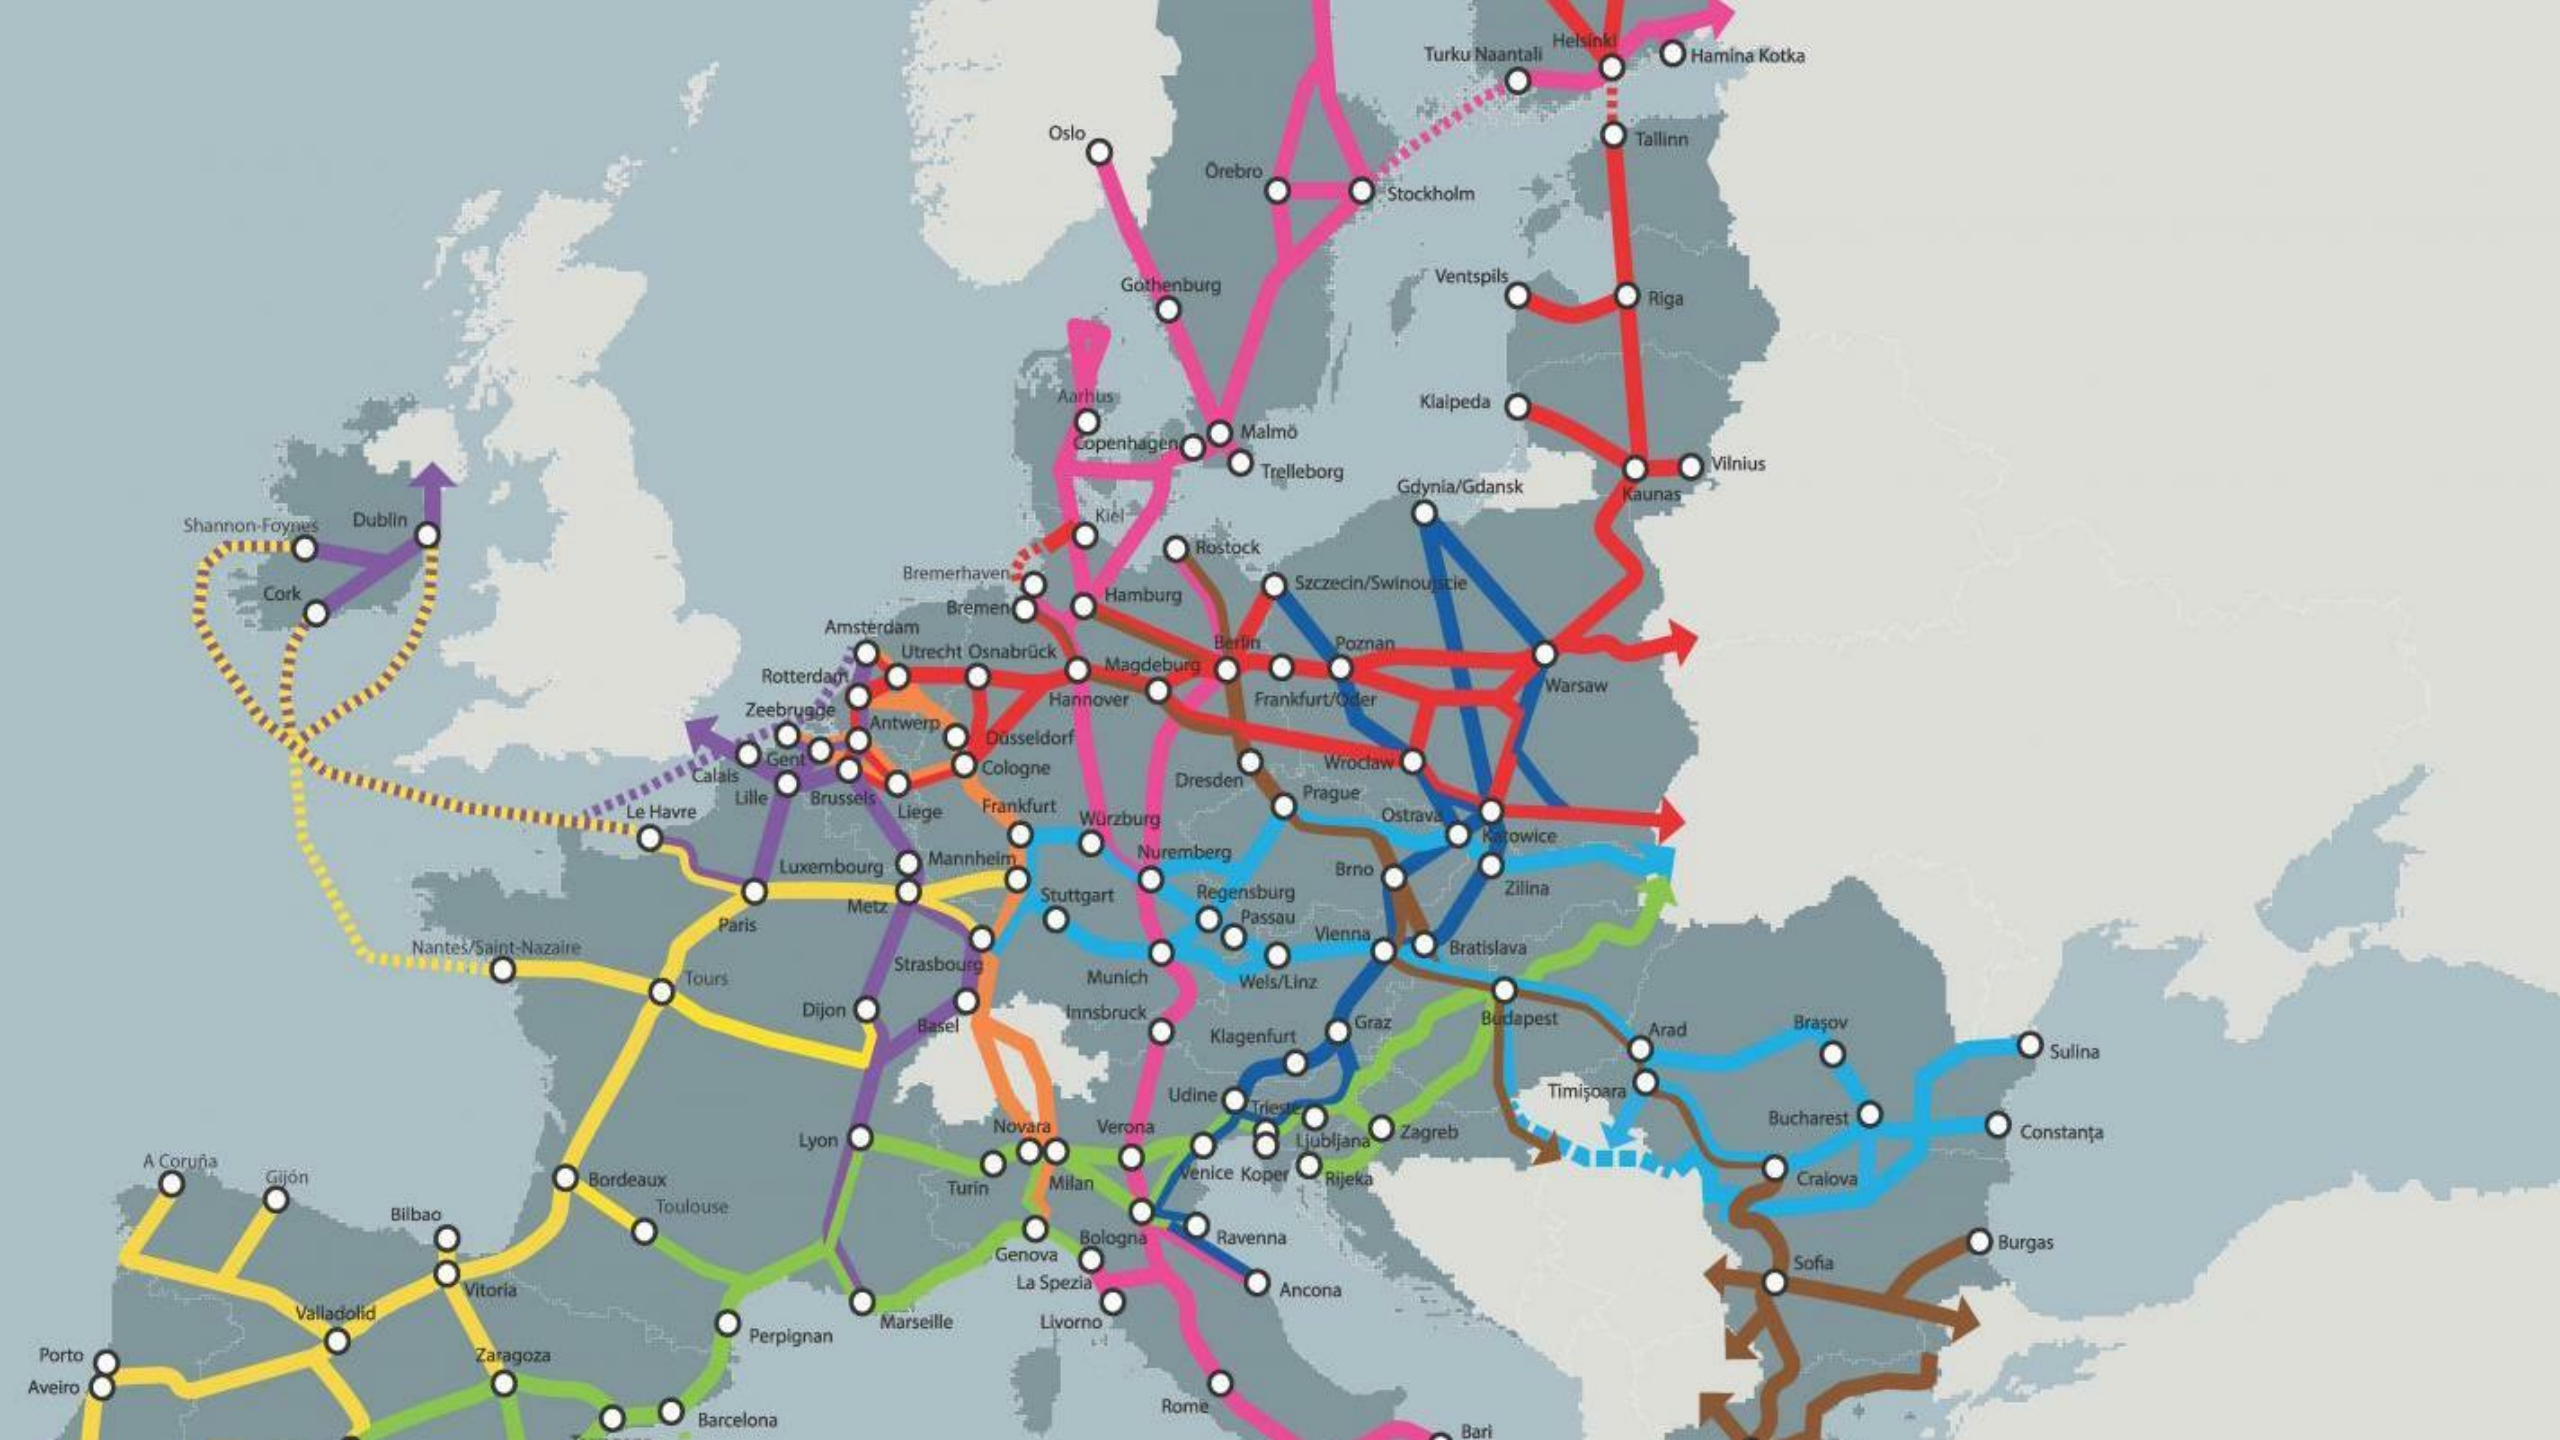 Helsinki
Turku Naantali
Hamina Kotka
Oslo
Tallinn
Örebro
Stockholm
Ventspils
Gothenburg
Riga
Aarhus
Klaipeda
Copenhagen
Malmö
Trelleborg
Vilnius
Gdynia/Gdansk
Kaunas
Shannon-Foynes
Dublin
Kiel
Rostock
Bremerhaven
Szczecin/Swinoujscie
Cork
Hamburg
Bremen
Amsterdam
Utrecht
Osnabrück
Berlin
Poznan
Magdeburg
Rotterdam
Warsaw
Hannover
Frankfurt/Oder
Zeebrugge
Antwerp
Düsseldorf
Gent
Calais
Cologne
Wrocław
Dresden
Lille
Brussels
Liege
Prague
Frankfurt
Le Havre
Würzburg
Ostrava
Katowice
Nuremberg
Mannheim
Luxembourg
Brno
Zilina
Stuttgart
Regensburg
Metz
Passau
Paris
Vienna
Bratislava
Nantes/Saint-Nazaire
Strasbourg
Tours
Munich
Wels/Linz
Dijon
Innsbruck
Basel
Budapest
Graz
Klagenfurt
Arad
Braşov
Sulina
Udine
Timişoara
Trieste
Bucharest
Novara
Verona
Lyon
Ljubljana
Zagreb
Constanţa
A Coruña
Gijón
Bordeaux
Turin
Milan
Venice
Koper
Rijeka
Craiova
Toulouse
Bilbao
Genova
Bologna
Ravenna
Burgas
Sofia
La Spezia
Ancona
Vitoria
Valladolid
Livorno
Marseille
Perpignan
Porto
Zaragoza
Aveiro
Rome
Barcelona
Bari